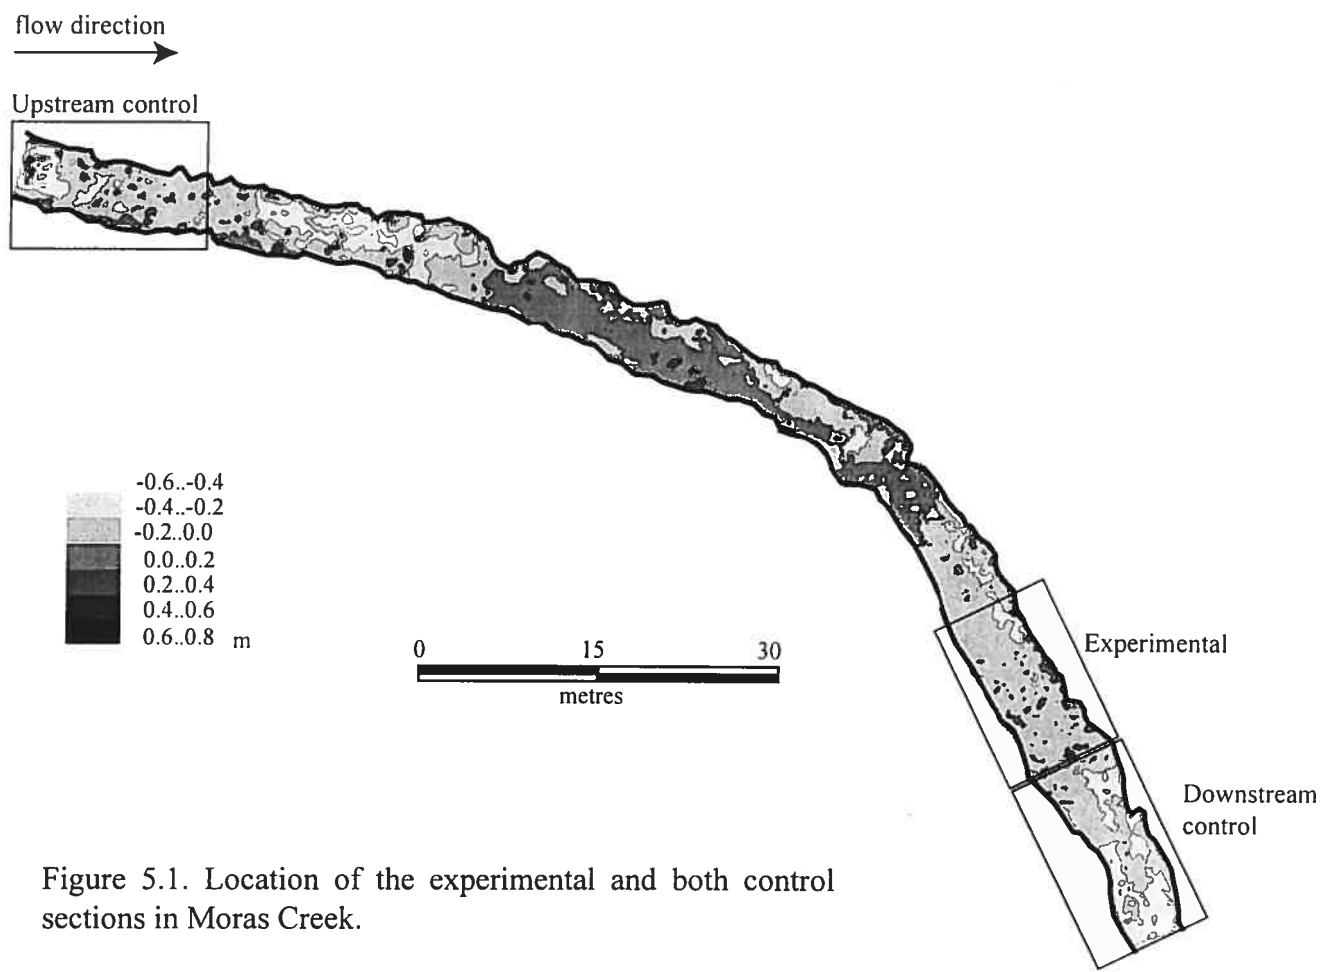 flow direction
Upstream control
-0.6..-0.4
-0.4..-0.2
-0.2..0.0
0.0..0.2
0.2..0.4
0.4..0.6
0.6..0.8 m
0 15 30
metres
Experimental
Downstream
control
Figure 5.1. Location of the experimental and both control
sections in Moras Creek.